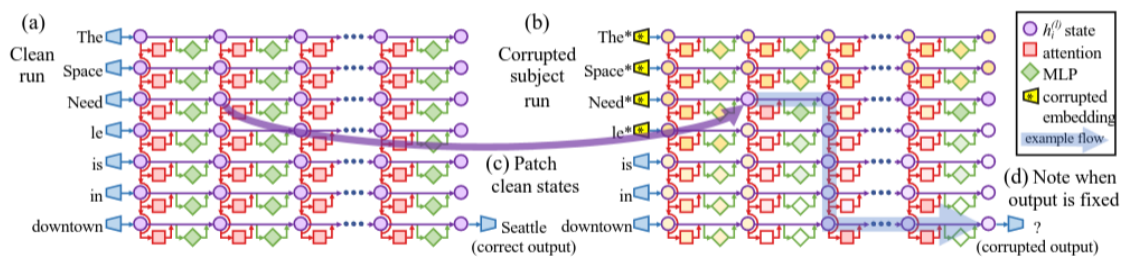 (a)
Clean
run
The
Space
Need
le
is
in
downtown
Seattle
(correct output)
(b)
Corrupted
subject
run
The*
Space*
Need*
le*
is
in
downtown
(c) Patch
clean states
?
(corrupted output)
(d) Note when
output is fixed
h_i^(l) state
attention
MLP
* corrupted
embedding
example flow